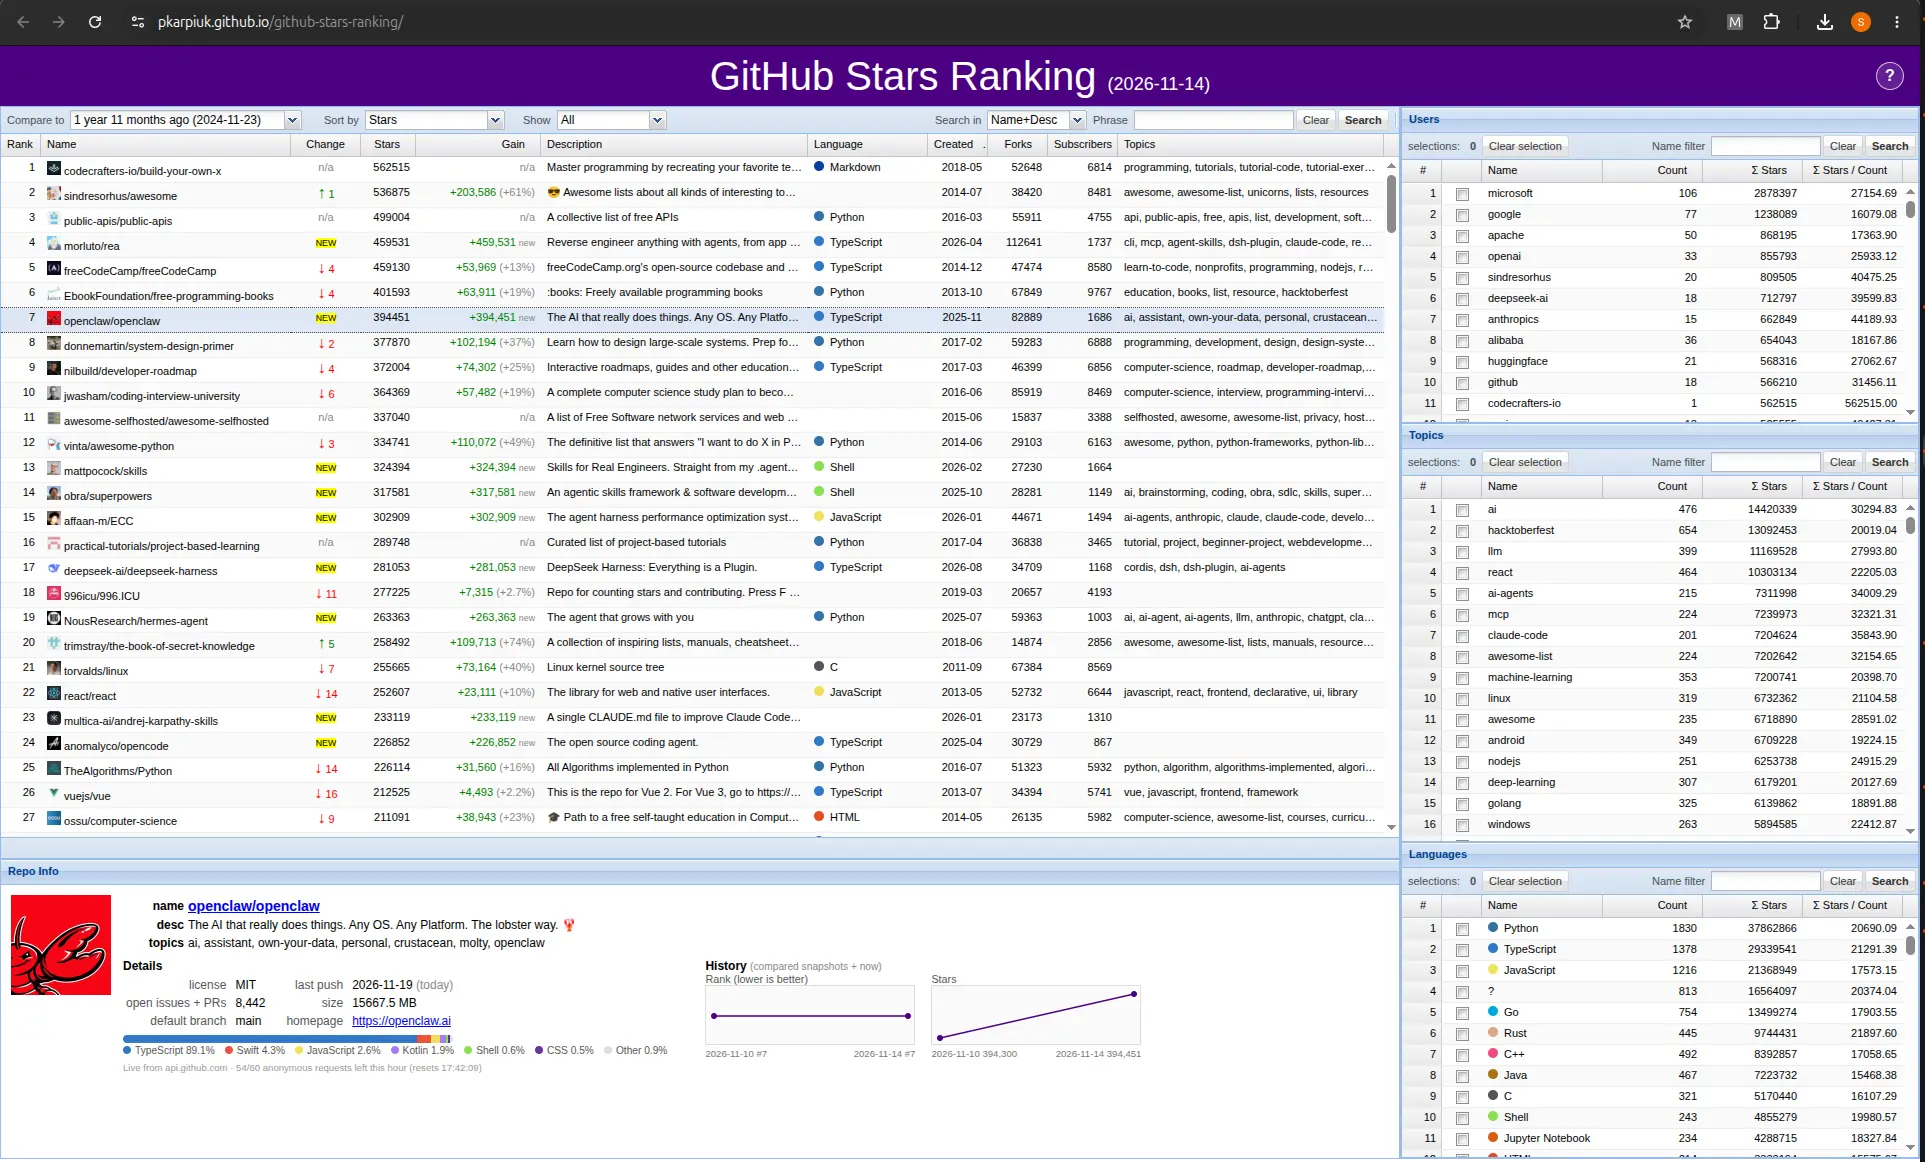 pkarpiuk.github.io/github-stars-ranking/
M
S
GitHub Stars Ranking (2026-11-14)
?
Compare to 1 year 11 months ago (2024-11-23) Sort by Stars Show All Search in Name+Desc Phrase Clear Search
Rank Name Change Stars Gain Description Language Created Forks Subscribers Topics
1 codecrafters-io/build-your-own-x n/a 562515 n/a Master programming by recreating your favorite te... Markdown 2018-05 52648 6814 programming, tutorials, tutorial-code, tutorial-exer...
2 sindresorhus/awesome ↑ 1 536875 +203,586 (+61%) 😎 Awesome lists about all kinds of interesting to... 2014-07 38420 8481 awesome, awesome-list, unicorns, lists, resources
3 public-apis/public-apis n/a 499004 n/a A collective list of free APIs Python 2016-03 55911 4755 api, public-apis, free, apis, list, development, soft...
4 morluto/rea NEW 459531 +459,531 new Reverse engineer anything with agents, from app ... TypeScript 2026-04 112641 1737 cli, mcp, agent-skills, dsh-plugin, claude-code, re...
5 freeCodeCamp/freeCodeCamp ↓ 4 459130 +53,969 (+13%) freeCodeCamp.org's open-source codebase and ... TypeScript 2014-12 47474 8580 learn-to-code, nonprofits, programming, nodejs, r...
6 EbookFoundation/free-programming-books ↓ 4 401593 +63,911 (+19%) :books: Freely available programming books Python 2013-10 67849 9767 education, books, list, resource, hacktoberfest
7 openclaw/openclaw NEW 394451 +394,451 new The AI that really does things. Any OS. Any Platfo... TypeScript 2025-11 82889 1686 ai, assistant, own-your-data, personal, crustacean...
8 donnemartin/system-design-primer ↓ 2 377870 +102,194 (+37%) Learn how to design large-scale systems. Prep fo... Python 2017-02 59283 6888 programming, development, design, design-syste...
9 nilbuild/developer-roadmap ↓ 4 372004 +74,302 (+25%) Interactive roadmaps, guides and other education... TypeScript 2017-03 46399 6856 computer-science, roadmap, developer-roadmap,...
10 jwasham/coding-interview-university ↓ 6 364369 +57,482 (+19%) A complete computer science study plan to beco... 2016-06 85919 8469 computer-science, interview, programming-intervi...
11 awesome-selfhosted/awesome-selfhosted n/a 337040 n/a A list of Free Software network services and web ... 2015-06 15837 3388 selfhosted, awesome, awesome-list, privacy, host...
12 vinta/awesome-python ↓ 3 334741 +110,072 (+49%) The definitive list that answers "I want to do X in P... Python 2014-06 29103 6163 awesome, python, python-frameworks, python-lib...
13 mattpocock/skills NEW 324394 +324,394 new Skills for Real Engineers. Straight from my .agent... Shell 2026-02 27230 1664
14 obra/superpowers NEW 317581 +317,581 new An agentic skills framework & software developm... Shell 2025-10 28281 1149 ai, brainstorming, coding, obra, sdlc, skills, super...
15 affaan-m/ECC NEW 302909 +302,909 new The agent harness performance optimization syst... JavaScript 2026-01 44671 1494 ai-agents, anthropic, claude, claude-code, develo...
16 practical-tutorials/project-based-learning n/a 289748 n/a Curated list of project-based tutorials Python 2017-04 36838 3465 tutorial, project, beginner-project, webdevelopme...
17 deepseek-ai/deepseek-harness NEW 281053 +281,053 new DeepSeek Harness: Everything is a Plugin. TypeScript 2026-08 34709 1168 cordis, dsh, dsh-plugin, ai-agents
18 996icu/996.ICU ↓ 11 277225 +7,315 (+2.7%) Repo for counting stars and contributing. Press F ... 2019-03 20657 4193
19 NousResearch/hermes-agent NEW 263363 +263,363 new The agent that grows with you Python 2025-07 59363 1003 ai, ai-agent, ai-agents, llm, anthropic, chatgpt, cla...
20 trimstray/the-book-of-secret-knowledge ↑ 5 258492 +109,713 (+74%) A collection of inspiring lists, manuals, cheatsheet... 2018-06 14874 2856 awesome, awesome-list, lists, manuals, resource...
21 torvalds/linux ↓ 7 255665 +73,164 (+40%) Linux kernel source tree C 2011-09 67384 8569
22 react/react ↓ 14 252607 +23,111 (+10%) The library for web and native user interfaces. JavaScript 2013-05 52732 6644 javascript, react, frontend, declarative, ui, library
23 multica-ai/andrej-karpathy-skills NEW 233119 +233,119 new A single CLAUDE.md file to improve Claude Code... 2026-01 23173 1310
24 anomalyco/opencode NEW 226852 +226,852 new The open source coding agent. TypeScript 2025-04 30729 867
25 TheAlgorithms/Python ↓ 14 226114 +31,560 (+16%) All Algorithms implemented in Python Python 2016-07 51323 5932 python, algorithm, algorithms-implemented, algori...
26 vuejs/vue ↓ 16 212525 +4,493 (+2.2%) This is the repo for Vue 2. For Vue 3, go to https://... TypeScript 2013-07 34394 5741 vue, javascript, frontend, framework
27 ossu/computer-science ↓ 9 211091 +38,943 (+23%) 🎓 Path to a free self-taught education in Comput... HTML 2014-05 26135 5982 computer-science, awesome-list, courses, curricu...
Repo Info
name openclaw/openclaw
desc The AI that really does things. Any OS. Any Platform. The lobster way. 🦞
topics ai, assistant, own-your-data, personal, crustacean, molty, openclaw
Details
license MIT last push 2026-11-19 (today)
open issues + PRs 8,442 size 15667.5 MB
default branch main homepage https://openclaw.ai
TypeScript 89.1% Swift 4.3% JavaScript 2.6% Kotlin 1.9% Shell 0.6% CSS 0.5% Other 0.9%
Live from api.github.com · 54/60 anonymous requests left this hour (resets 17:42:09)
History (compared snapshots + now)
Rank (lower is better) Stars
2026-11-10 #7 2026-11-14 #7 2026-11-10 394,300 2026-11-14 394,451
Users
selections: 0 Clear selection Name filter Clear Search
# Name Count Σ Stars Σ Stars / Count
1 microsoft 106 2878397 27154.69
2 google 77 1238089 16079.08
3 apache 50 868195 17363.90
4 openai 33 855793 25933.12
5 sindresorhus 20 809505 40475.25
6 deepseek-ai 18 712797 39599.83
7 anthropics 15 662849 44189.93
8 alibaba 36 654043 18167.86
9 huggingface 21 568316 27062.67
10 github 18 566210 31456.11
11 codecrafters-io 1 562515 562515.00
Topics
selections: 0 Clear selection Name filter Clear Search
# Name Count Σ Stars Σ Stars / Count
1 ai 476 14420339 30294.83
2 hacktoberfest 654 13092453 20019.04
3 llm 399 11169528 27993.80
4 react 464 10303134 22205.03
5 ai-agents 215 7311998 34009.29
6 mcp 224 7239973 32321.31
7 claude-code 201 7204624 35843.90
8 awesome-list 224 7202642 32154.65
9 machine-learning 353 7200741 20398.70
10 linux 319 6732362 21104.58
11 awesome 235 6718890 28591.02
12 android 349 6709228 19224.15
13 nodejs 251 6253738 24915.29
14 deep-learning 307 6179201 20127.69
15 golang 325 6139862 18891.88
16 windows 263 5894585 22412.87
Languages
selections: 0 Clear selection Name filter Clear Search
# Name Count Σ Stars Σ Stars / Count
1 Python 1830 37862866 20690.09
2 TypeScript 1378 29339541 21291.39
3 JavaScript 1216 21368949 17573.15
4 ? 813 16564097 20374.04
5 Go 754 13499274 17903.55
6 Rust 445 9744431 21897.60
7 C++ 492 8392857 17058.65
8 Java 467 7223732 15468.38
9 C 321 5170440 16107.29
10 Shell 243 4855279 19980.57
11 Jupyter Notebook 234 4288715 18327.84